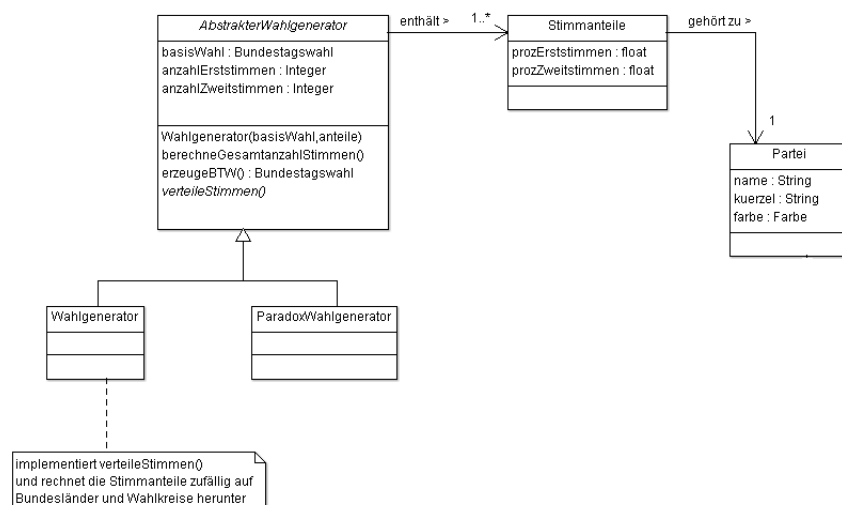 AbstrakterWahlgenerator
basisWahl : Bundestagswahl
anzahlErststimmen : Integer
anzahlZweitstimmen : Integer
Wahlgenerator(basisWahl,anteile)
berechneGesamtanzahlStimmen()
erzeugeBTW() : Bundestagswahl
verteileStimmen()
enthält >
1..*
Stimmanteile
prozErststimmen : float
prozZweitstimmen : float
gehört zu >
1
Partei
name : String
kuerzel : String
farbe : Farbe
Wahlgenerator
ParadoxWahlgenerator
implementiert verteileStimmen()
und rechnet die Stimmanteile zufällig auf
Bundesländer und Wahlkreise herunter